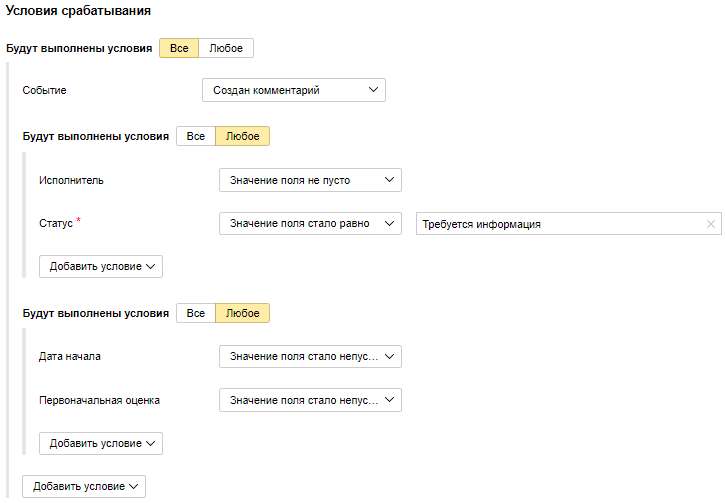 Условия срабатывания
Будут выполнены условия Все Любое
Событие Создан комментарий
Будут выполнены условия Все Любое
Исполнитель Значение поля не пусто
Статус * Значение поля стало равно Требуется информация
Добавить условие
Будут выполнены условия Все Любое
Дата начала Значение поля стало непус...
Первоначальная оценка Значение поля стало непус...
Добавить условие
Добавить условие